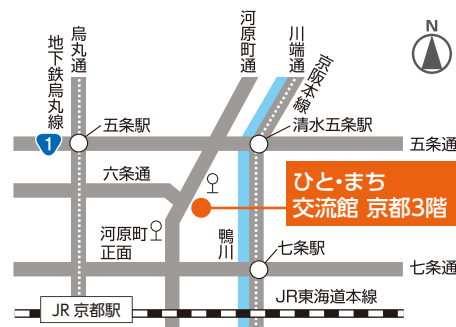 烏丸通
地下鉄烏丸線
河原町通
川端通
京阪本線
N
1
五条駅
清水五条駅
五条通
六条通
ひと・まち
交流館 京都3階
河原町
正面
鴨川
七条駅
七条通
JR東海道本線
JR京都駅